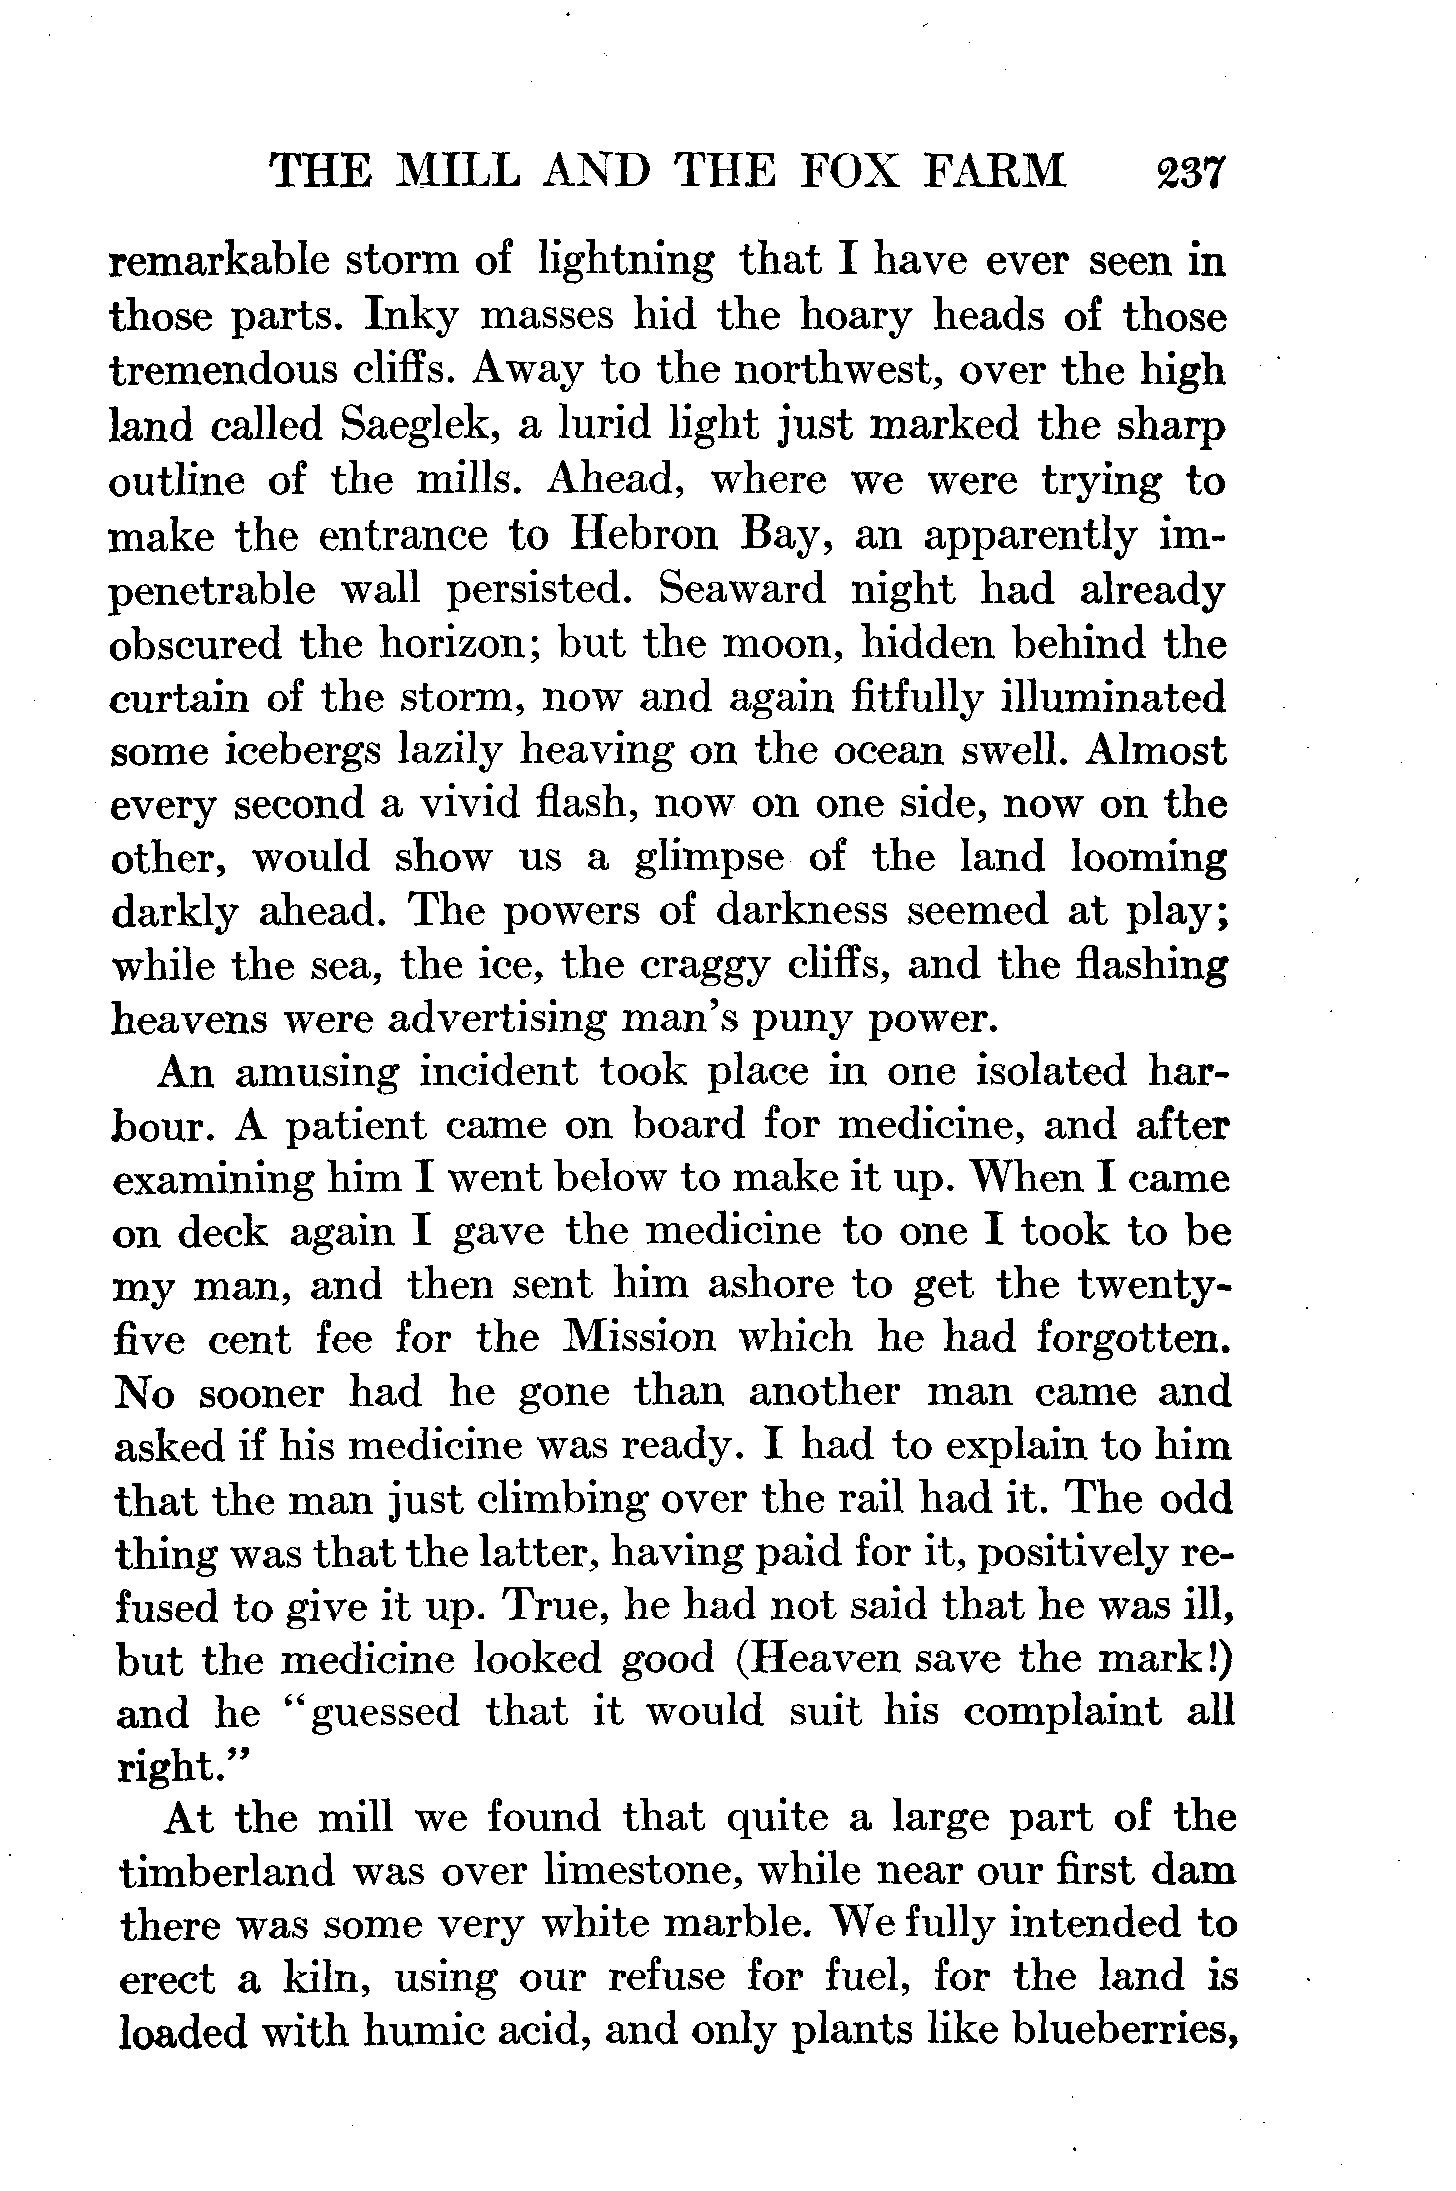 THE MILL AND THE FOX FARM 237
remarkable storm of lightning that I have ever seen in
those parts. Inky masses hid the hoary heads of those
tremendous cliffs. Away to the northwest, over the high
land called Saeglek, a lurid light just marked the sharp
outline of the mills. Ahead, where we were trying to
make the entrance to Hebron Bay, an apparently im-
penetrable wall persisted. Seaward night had already
obscured the horizon; but the moon, hidden behind the
curtain of the storm, now and again fitfully illuminated
some icebergs lazily heaving on the ocean swell. Almost
every second a vivid flash, now on one side, now on the
other, would show us a glimpse of the land looming
darkly ahead. The powers of darkness seemed at play;
while the sea, the ice, the craggy cliffs, and the flashing
heavens were advertising man's puny power.
An amusing incident took place in one isolated har-
bour. A patient came on board for medicine, and after
examining him I went below to make it up. When I came
on deck again I gave the medicine to one I took to be
my man, and then sent him ashore to get the twenty-
five cent fee for the Mission which he had forgotten.
No sooner had he gone than another man came and
asked if his medicine was ready. I had to explain to him
that the man just climbing over the rail had it. The odd
thing was that the latter, having paid for it, positively re-
fused to give it up. True, he had not said that he was ill,
but the medicine looked good (Heaven save the mark!)
and he "guessed that it would suit his complaint all
right."
At the mill we found that quite a large part of the
timberland was over limestone, while near our first dam
there was some very white marble. We fully intended to
erect a kiln, using our refuse for fuel, for the land is
loaded with humic acid, and only plants like blueberries,